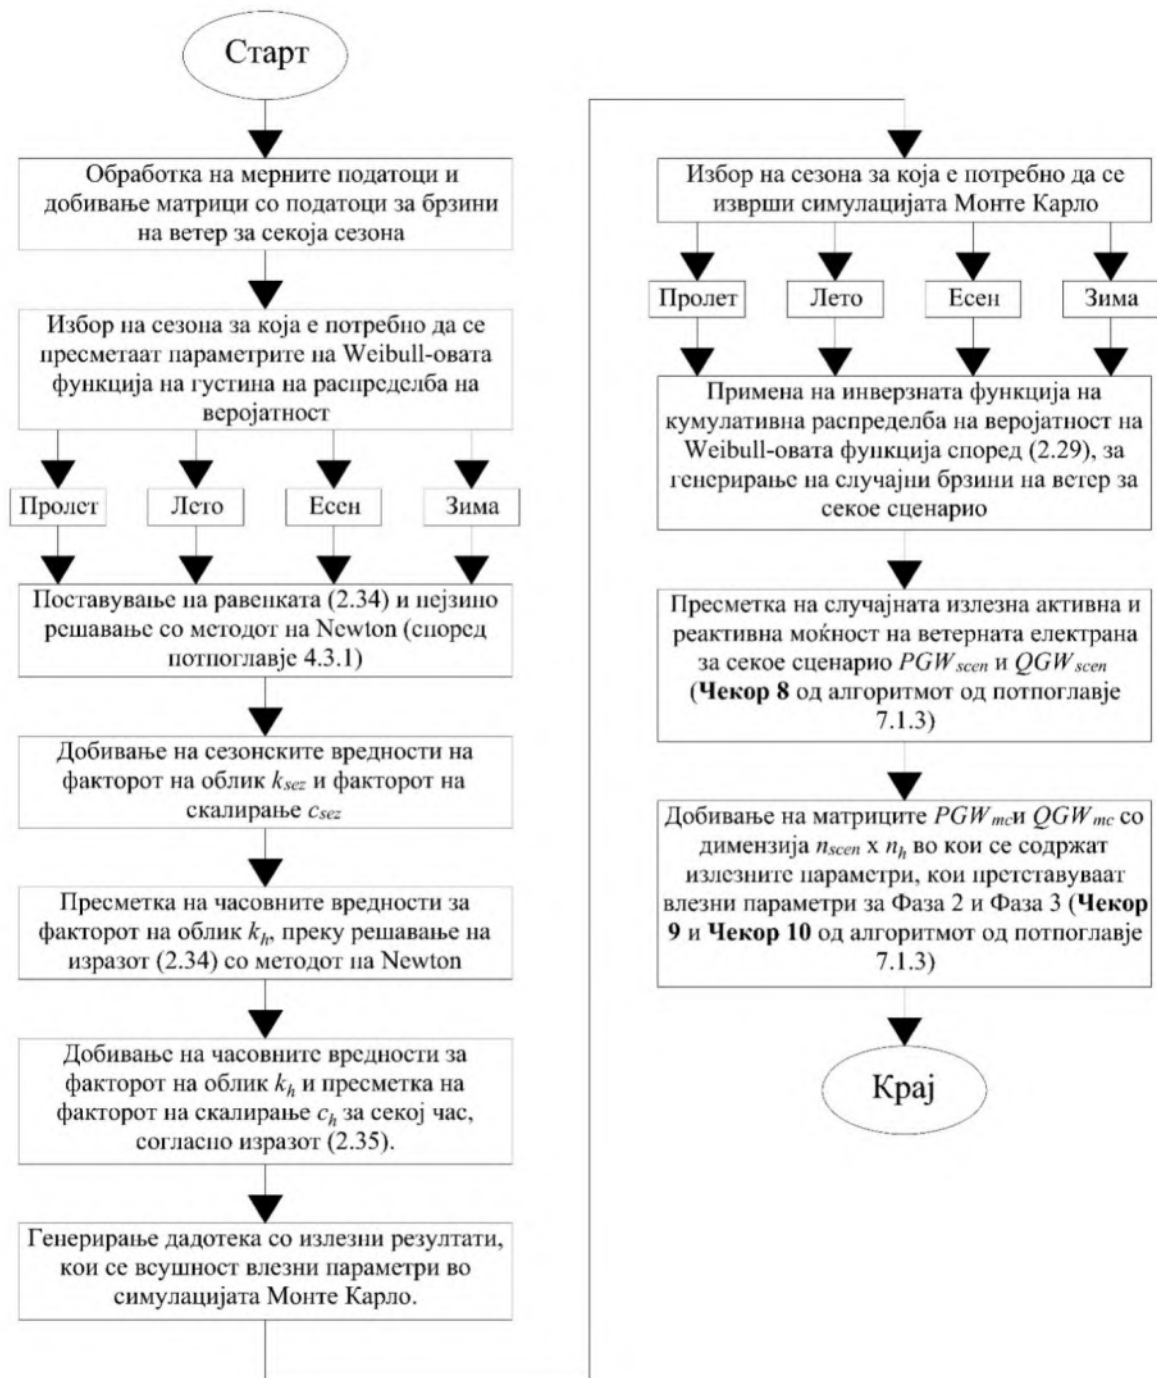 Старт
Обработка на мерните податоци и
добивање матрици со податоци за брзини
на ветер за секоја сезона
Избор на сезона за која е потребно да се
пресметаат параметрите на Weibull-овата
функција на густина на распределба на
веројатност
Пролет
Лето
Есен
Зима
Поставување на равенката (2.34) и нејзино
решавање со методот на Newton (според
потпоглавје 4.3.1)
Добивање на сезонските вредности на
факторот на облик k_sez и факторот на
скалирање c_sez
Пресметка на часовните вредности за
факторот на облик k_h, преку решавање на
изразот (2.34) со методот на Newton
Добивање на часовните вредности за
факторот на облик k_h и пресметка на
факторот на скалирање c_h за секој час,
согласно изразот (2.35).
Генерирање дадотека со излезни резултати,
кои се всушност влезни параметри во
симулацијата Монте Карло.
Избор на сезона за која е потребно да се
изврши симулацијата Монте Карло
Пролет
Лето
Есен
Зима
Примена на инверзната функција на
кумулативна распределба на веројатност на
Weibull-овата функција според (2.29), за
генерирање на случајни брзини на ветер за
секое сценарио
Пресметка на случајната излезна активна и
реактивна моќност на ветерната електрана
за секое сценарио PGW_scen и QGW_scen
(Чекор 8 од алгоритмот од потпоглавје
7.1.3)
Добивање на матриците PGW_mc и QGW_mc со
димензија n_scen x n_h во кои се содржат
излезните параметри, кои претставуваат
влезни параметри за Фаза 2 и Фаза 3 (Чекор
9 и Чекор 10 од алгоритмот од потпоглавје
7.1.3)
Крај